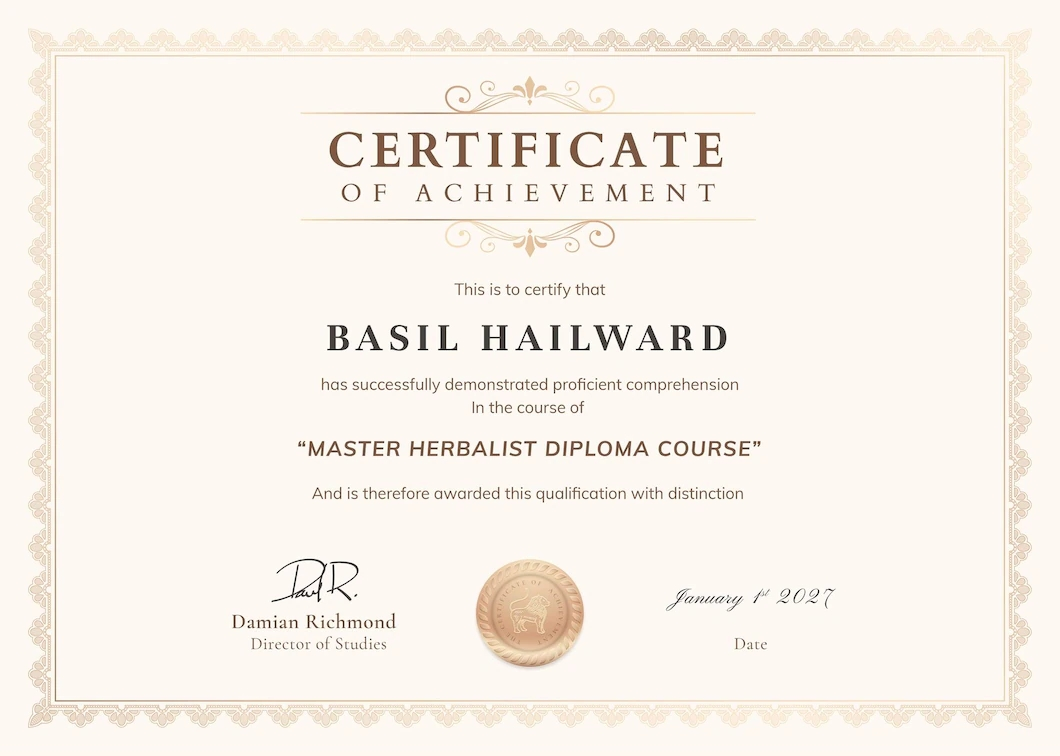 CERTIFICATE
OF ACHIEVEMENT
This is to certify that
BASIL HAILWARD
has successfully demonstrated proficient comprehension
In the course of
“MASTER HERBALIST DIPLOMA COURSE”
And is therefore awarded this qualification with distinction
Damian Richmond
Director of Studies
January 1st 2027
Date